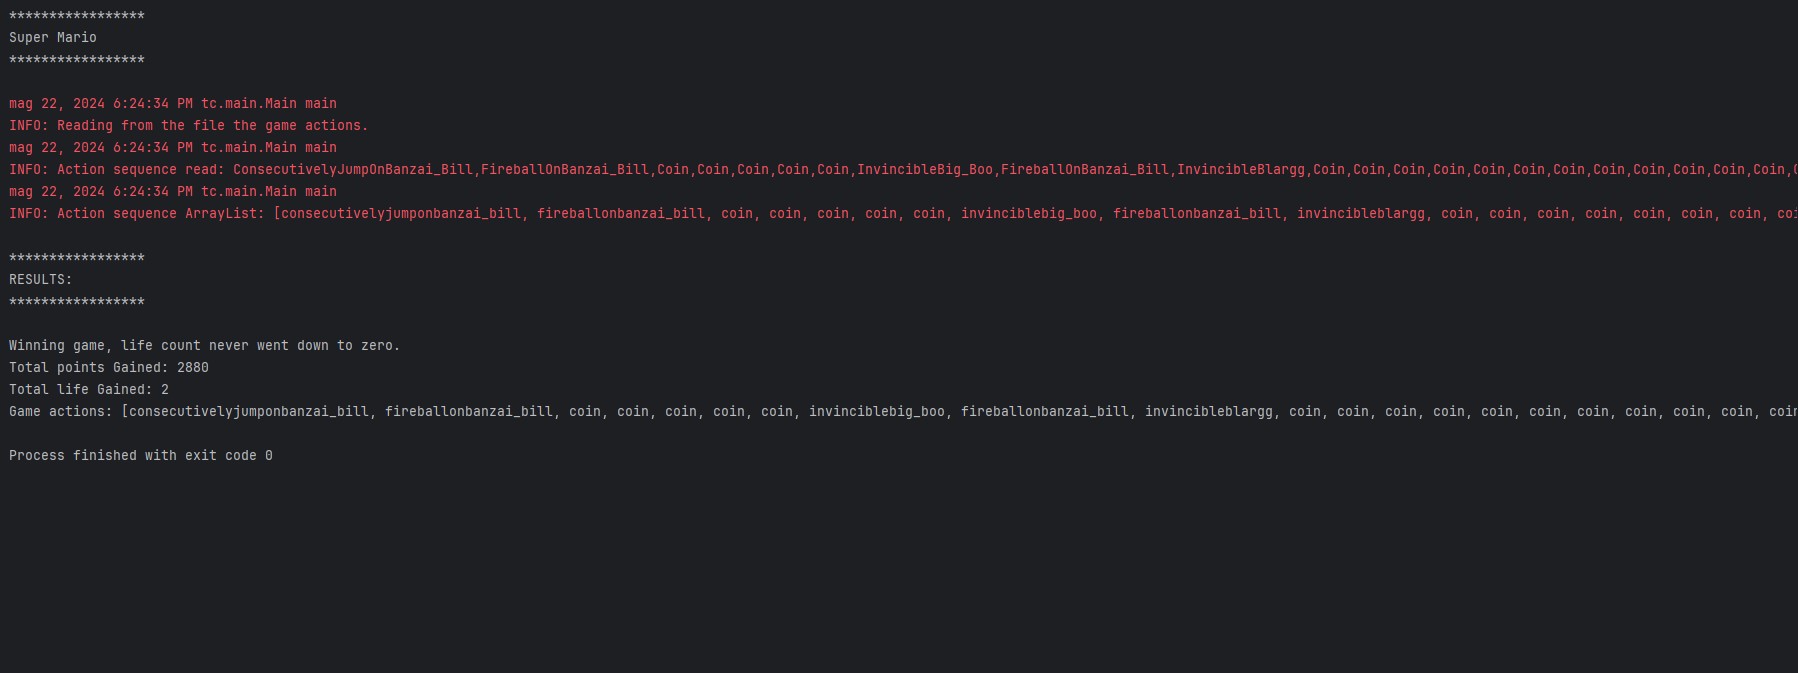 *****************
Super Mario
*****************
mag 22, 2024 6:24:34 PM tc.main.Main main
INFO: Reading from the file the game actions.
mag 22, 2024 6:24:34 PM tc.main.Main main
INFO: Action sequence read: ConsecutivelyJumpOnBanzai_Bill,FireballOnBanzai_Bill,Coin,Coin,Coin,Coin,Coin,InvincibleBig_Boo,FireballOnBanzai_Bill,InvincibleBlargg,Coin,Coin,Coin,Coin,Coin,Coin,Coin,Coin,Coin,Coin,Coin,Coin,
mag 22, 2024 6:24:34 PM tc.main.Main main
INFO: Action sequence ArrayList: [consecutivelyjumponbanzai_bill, fireballonbanzai_bill, coin, coin, coin, coin, coin, invinciblebig_boo, fireballonbanzai_bill, invincibleblargg, coin, coin, coin, coin, coin, coin, coin, coi
*****************
RESULTS:
*****************
Winning game, life count never went down to zero.
Total points Gained: 2880
Total life Gained: 2
Game actions: [consecutivelyjumponbanzai_bill, fireballonbanzai_bill, coin, coin, coin, coin, coin, invinciblebig_boo, fireballonbanzai_bill, invincibleblargg, coin, coin, coin, coin, coin, coin, coin, coin, coin, coin, coin
Process finished with exit code 0